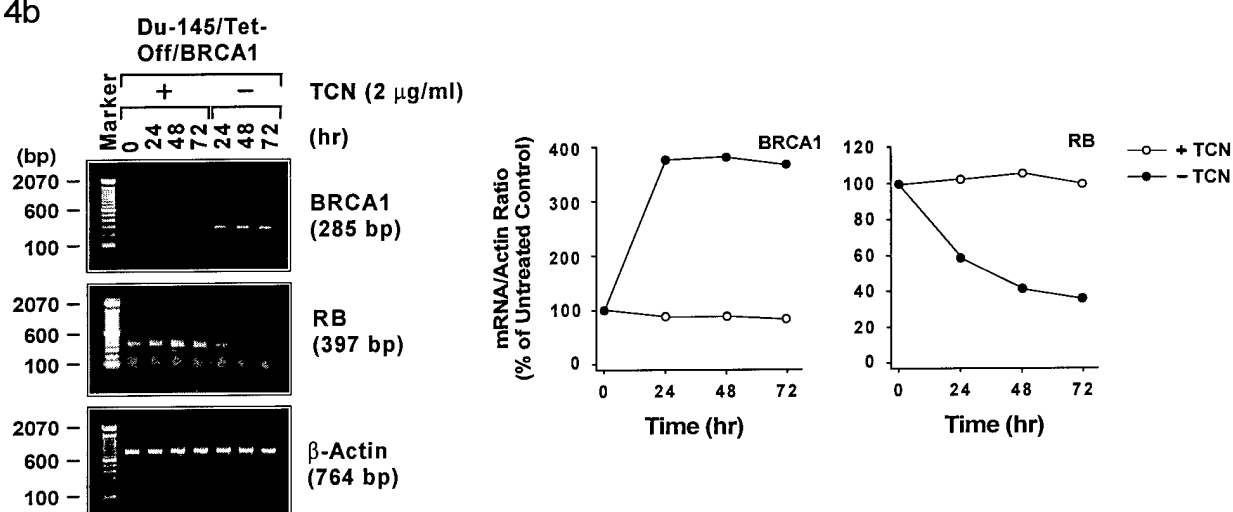 4b
Du-145/Tet-
Off/BRCA1
Marker
+ −
TCN (2 μg/ml)
0 24 48 72 24 48 72
(hr)
(bp)
2070
600
100
BRCA1
(285 bp)
2070
600
100
RB
(397 bp)
2070
600
100
β-Actin
(764 bp)
mRNA/Actin Ratio
(% of Untreated Control)
BRCA1
400
300
200
100
0
0 24 48 72
Time (hr)
RB
120
100
80
60
40
20
0
0 24 48 72
Time (hr)
+ TCN
− TCN